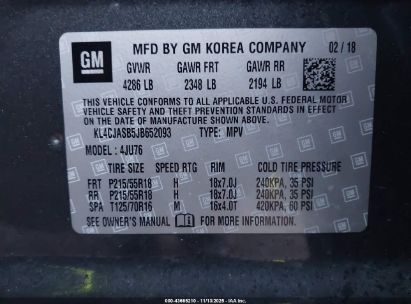 GM
MFD BY GM KOREA COMPANY 02 / 18
GVWR GAWR FRT GAWR RR
4286 LB 2348 LB 2194 LB
THIS VEHICLE CONFORMS TO ALL APPLICABLE U.S. FEDERAL MOTOR
VEHICLE SAFETY AND THEFT PREVENTION STANDARDS IN EFFECT ON
THE DATE OF MANUFACTURE SHOWN ABOVE.
KL4CJASB5JB652093 TYPE: MPV
MODEL: 4JU76
TIRE SIZE SPEED RTG RIM COLD TIRE PRESSURE
FRT P215/55R18 H 18x7.0J 240KPA, 35 PSI
RR P215/55R18 H 18x7.0J 240KPA, 35 PSI
SPA T125/70R16 M 16x4.0T 420KPA, 60 PSI
SEE OWNER'S MANUAL FOR ADDITIONAL INFORMATION.